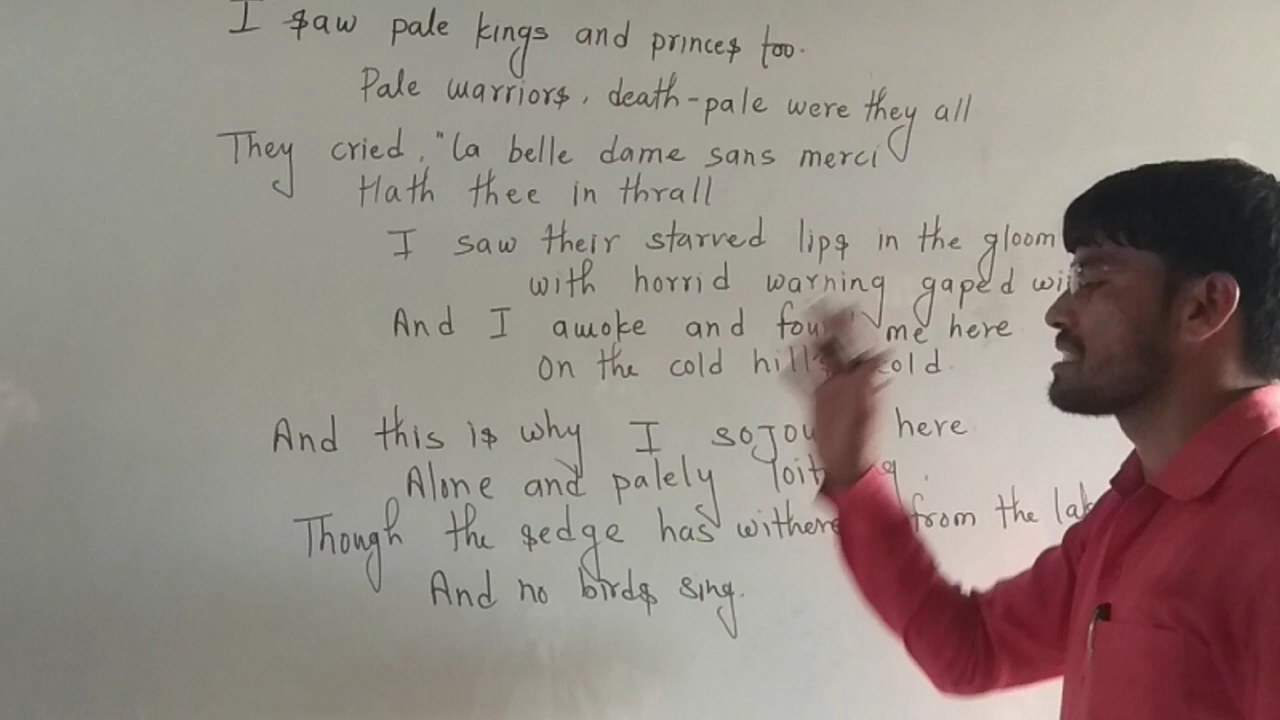 I saw pale kings and princes too.
Pale warriors, death-pale were they all
They cried, "la belle dame sans merci
Hath thee in thrall
I saw their starved lips in the gloom
with horrid warning gaped
And I awoke and me here
On the cold cold.
And this is why I here
Alone and palely
Though the sedge has from the
And no birds sing.